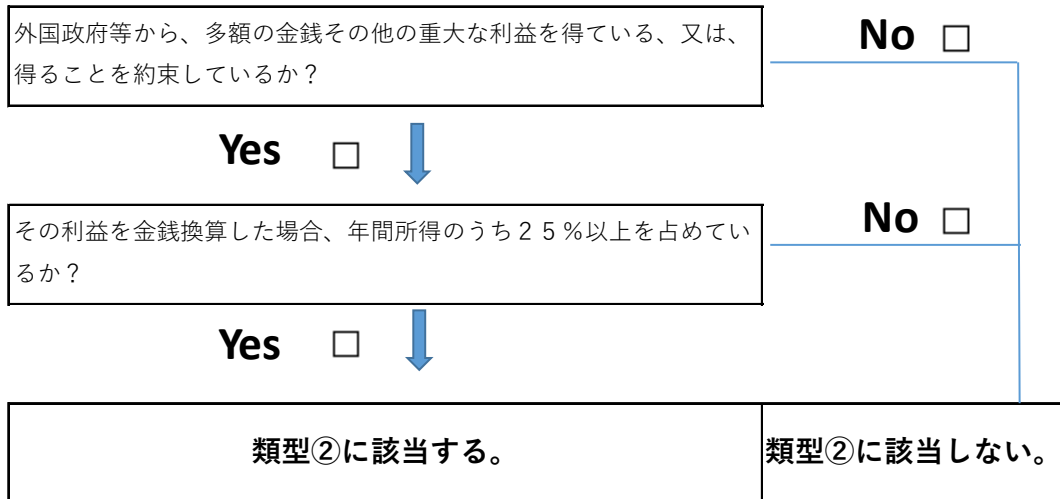 外国政府等から、多額の金銭その他の重大な利益を得ている、又は、
得ることを約束しているか？
No □
Yes □
その利益を金銭換算した場合、年間所得のうち２５％以上を占めてい
るか？
No □
Yes □
類型②に該当する。
類型②に該当しない。